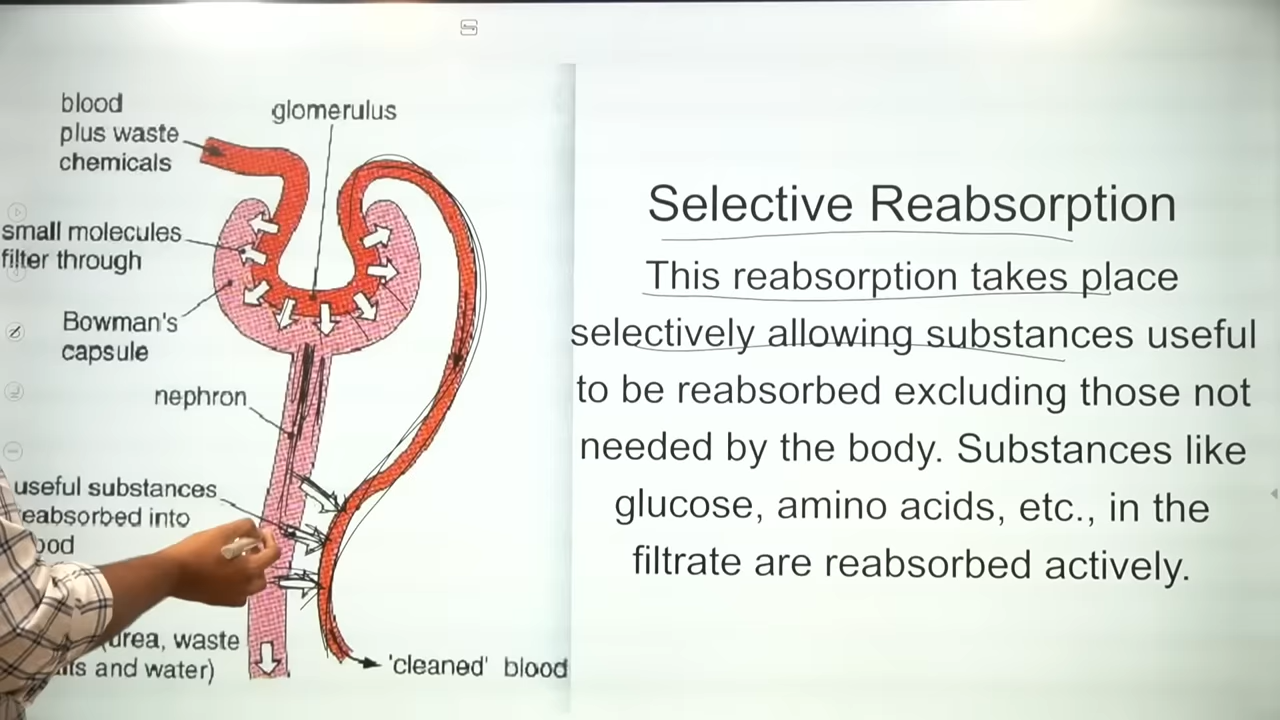 blood
plus waste
chemicals
glomerulus
small molecules
filter through
Bowman's
capsule
nephron
useful substances
eabsorbed into
ood
(urea, waste
and water)
'cleaned' blood
Selective Reabsorption
This reabsorption takes place
selectively allowing substances useful
to be reabsorbed excluding those not
needed by the body. Substances like
glucose, amino acids, etc., in the
filtrate are reabsorbed actively.